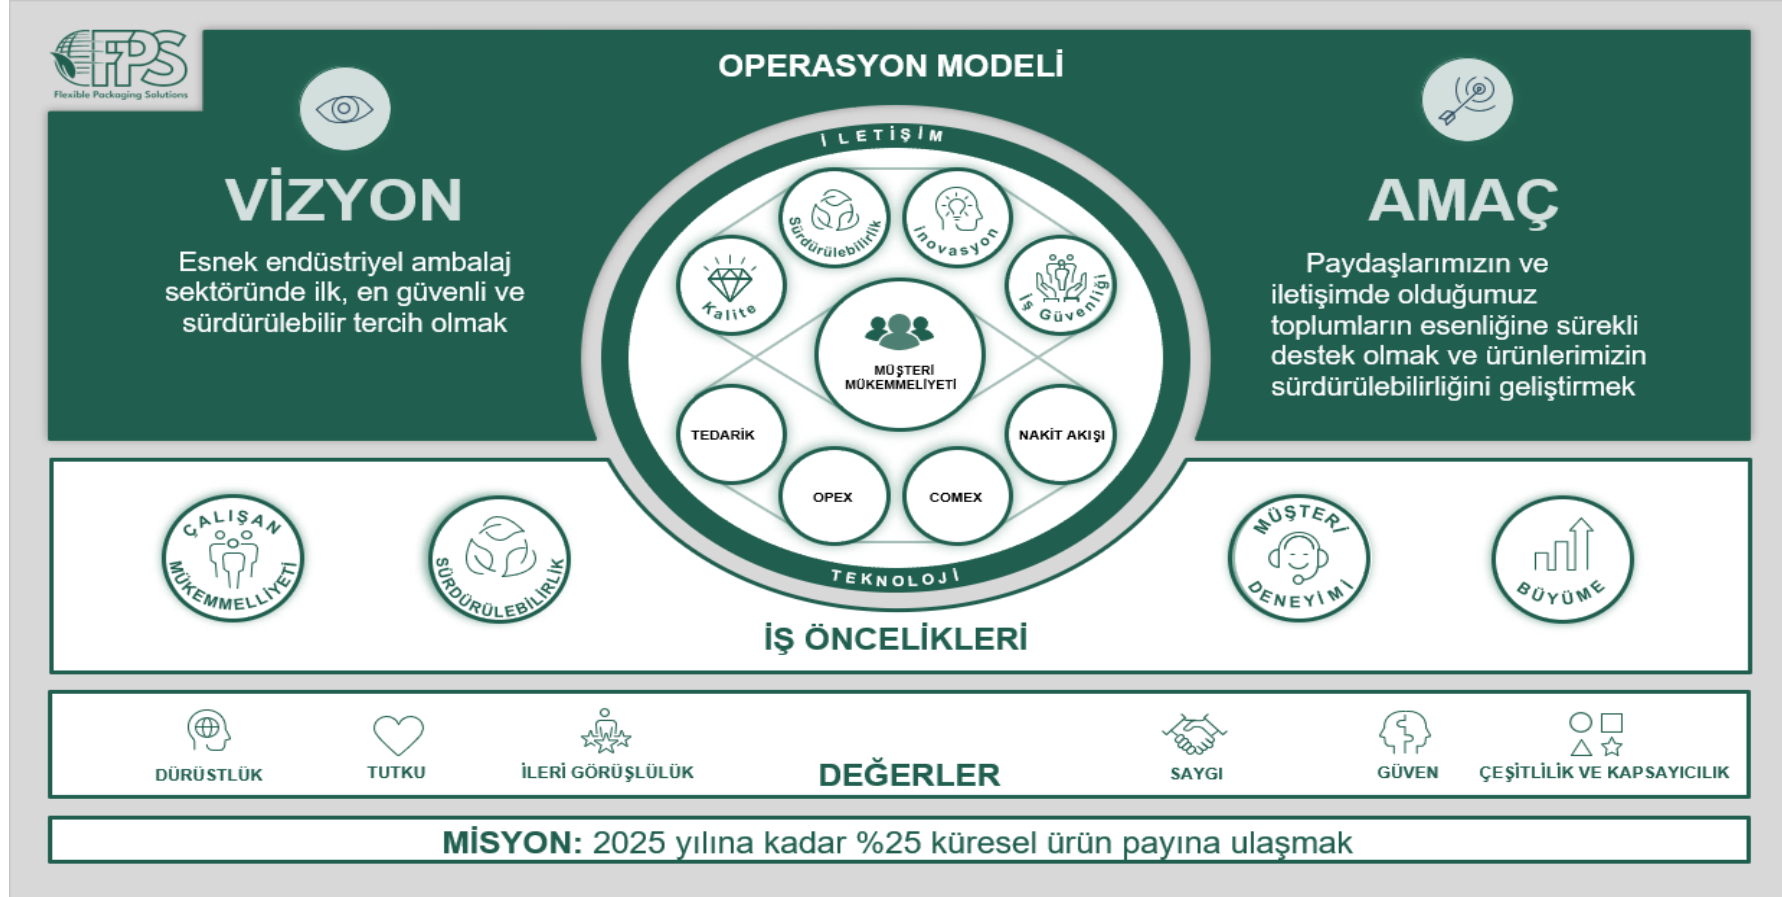 FPS
Flexible Packaging Solutions
OPERASYON MODELİ
VİZYON
Esnek endüstriyel ambalaj
sektöründe ilk, en güvenli ve
sürdürülebilir tercih olmak
AMAÇ
Paydaşlarımızın ve
iletişimde olduğumuz
toplumların esenliğine sürekli
destek olmak ve ürünlerimizin
sürdürülebilirliğini geliştirmek
İLETİŞİM
Sürdürülebilirlik
İnovasyon
Kalite
İş Güvenliği
MÜŞTERİ
MÜKEMMELİYETİ
TEDARİK
NAKİT AKIŞI
OPEX
COMEX
TEKNOLOJİ
ÇALIŞAN
MÜKEMMELLİYETİ
SÜRDÜRÜLEBİLİRLİK
MÜŞTERİ
DENEYİMİ
BÜYÜME
İŞ ÖNCELİKLERİ
DÜRÜSTLÜK
TUTKU
İLERİ GÖRÜŞLÜLÜK
DEĞERLER
SAYGI
GÜVEN
ÇEŞİTLİLİK VE KAPSAYICILIK
MİSYON: 2025 yılına kadar %25 küresel ürün payına ulaşmak